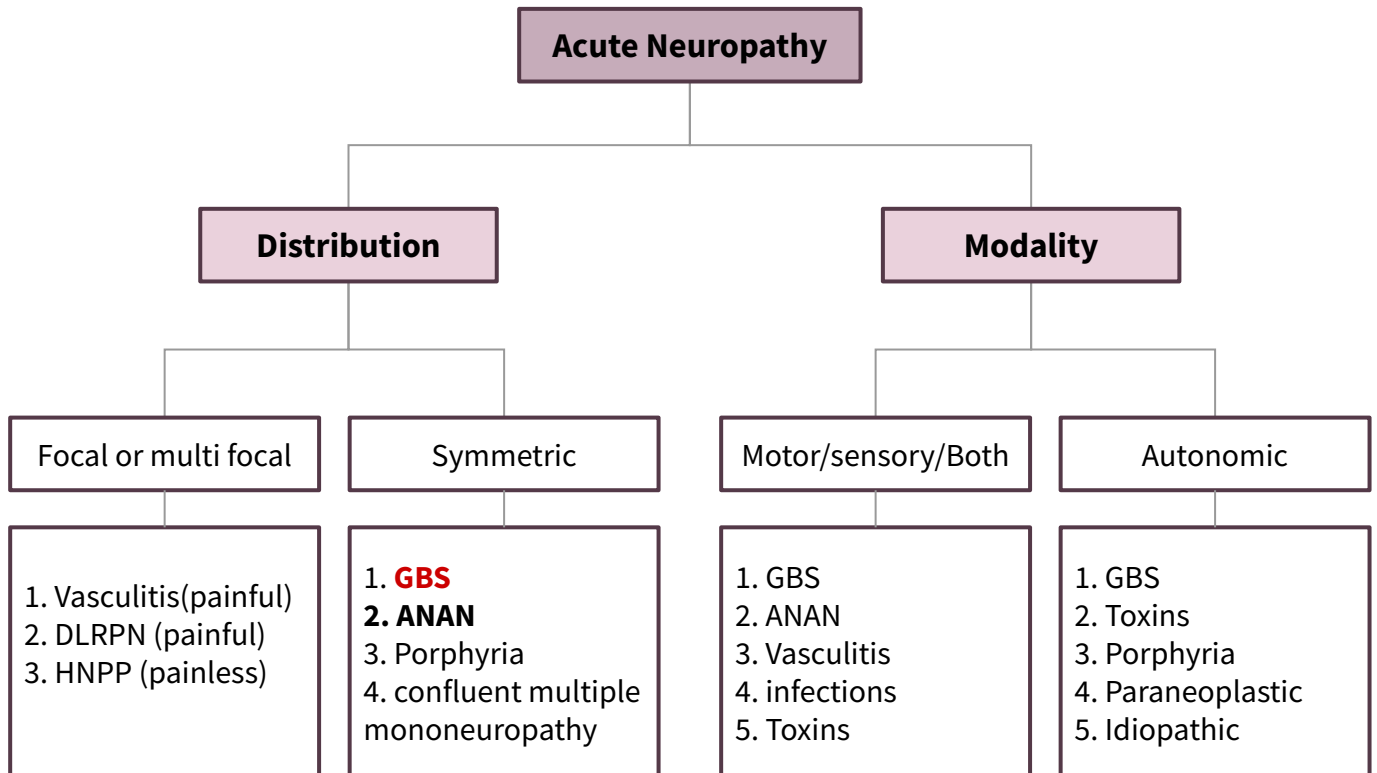 Acute Neuropathy
Distribution
Modality
Focal or multi focal
Symmetric
Motor/sensory/Both
Autonomic
1. Vasculitis(painful)
2. DLRPN (painful)
3. HNPP (painless)
1. GBS
2. ANAN
3. Porphyria
4. confluent multiple
mononeuropathy
1. GBS
2. ANAN
3. Vasculitis
4. infections
5. Toxins
1. GBS
2. Toxins
3. Porphyria
4. Paraneoplastic
5. Idiopathic